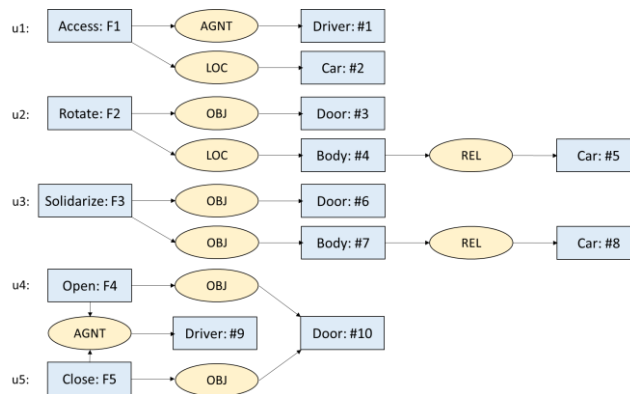 u1: Access: F1 AGNT Driver: #1
LOC Car: #2
u2: Rotate: F2 OBJ Door: #3
LOC Body: #4 REL Car: #5
u3: Solidarize: F3 OBJ Door: #6
OBJ Body: #7 REL Car: #8
u4: Open: F4 OBJ
AGNT Driver: #9 Door: #10
u5: Close: F5 OBJ